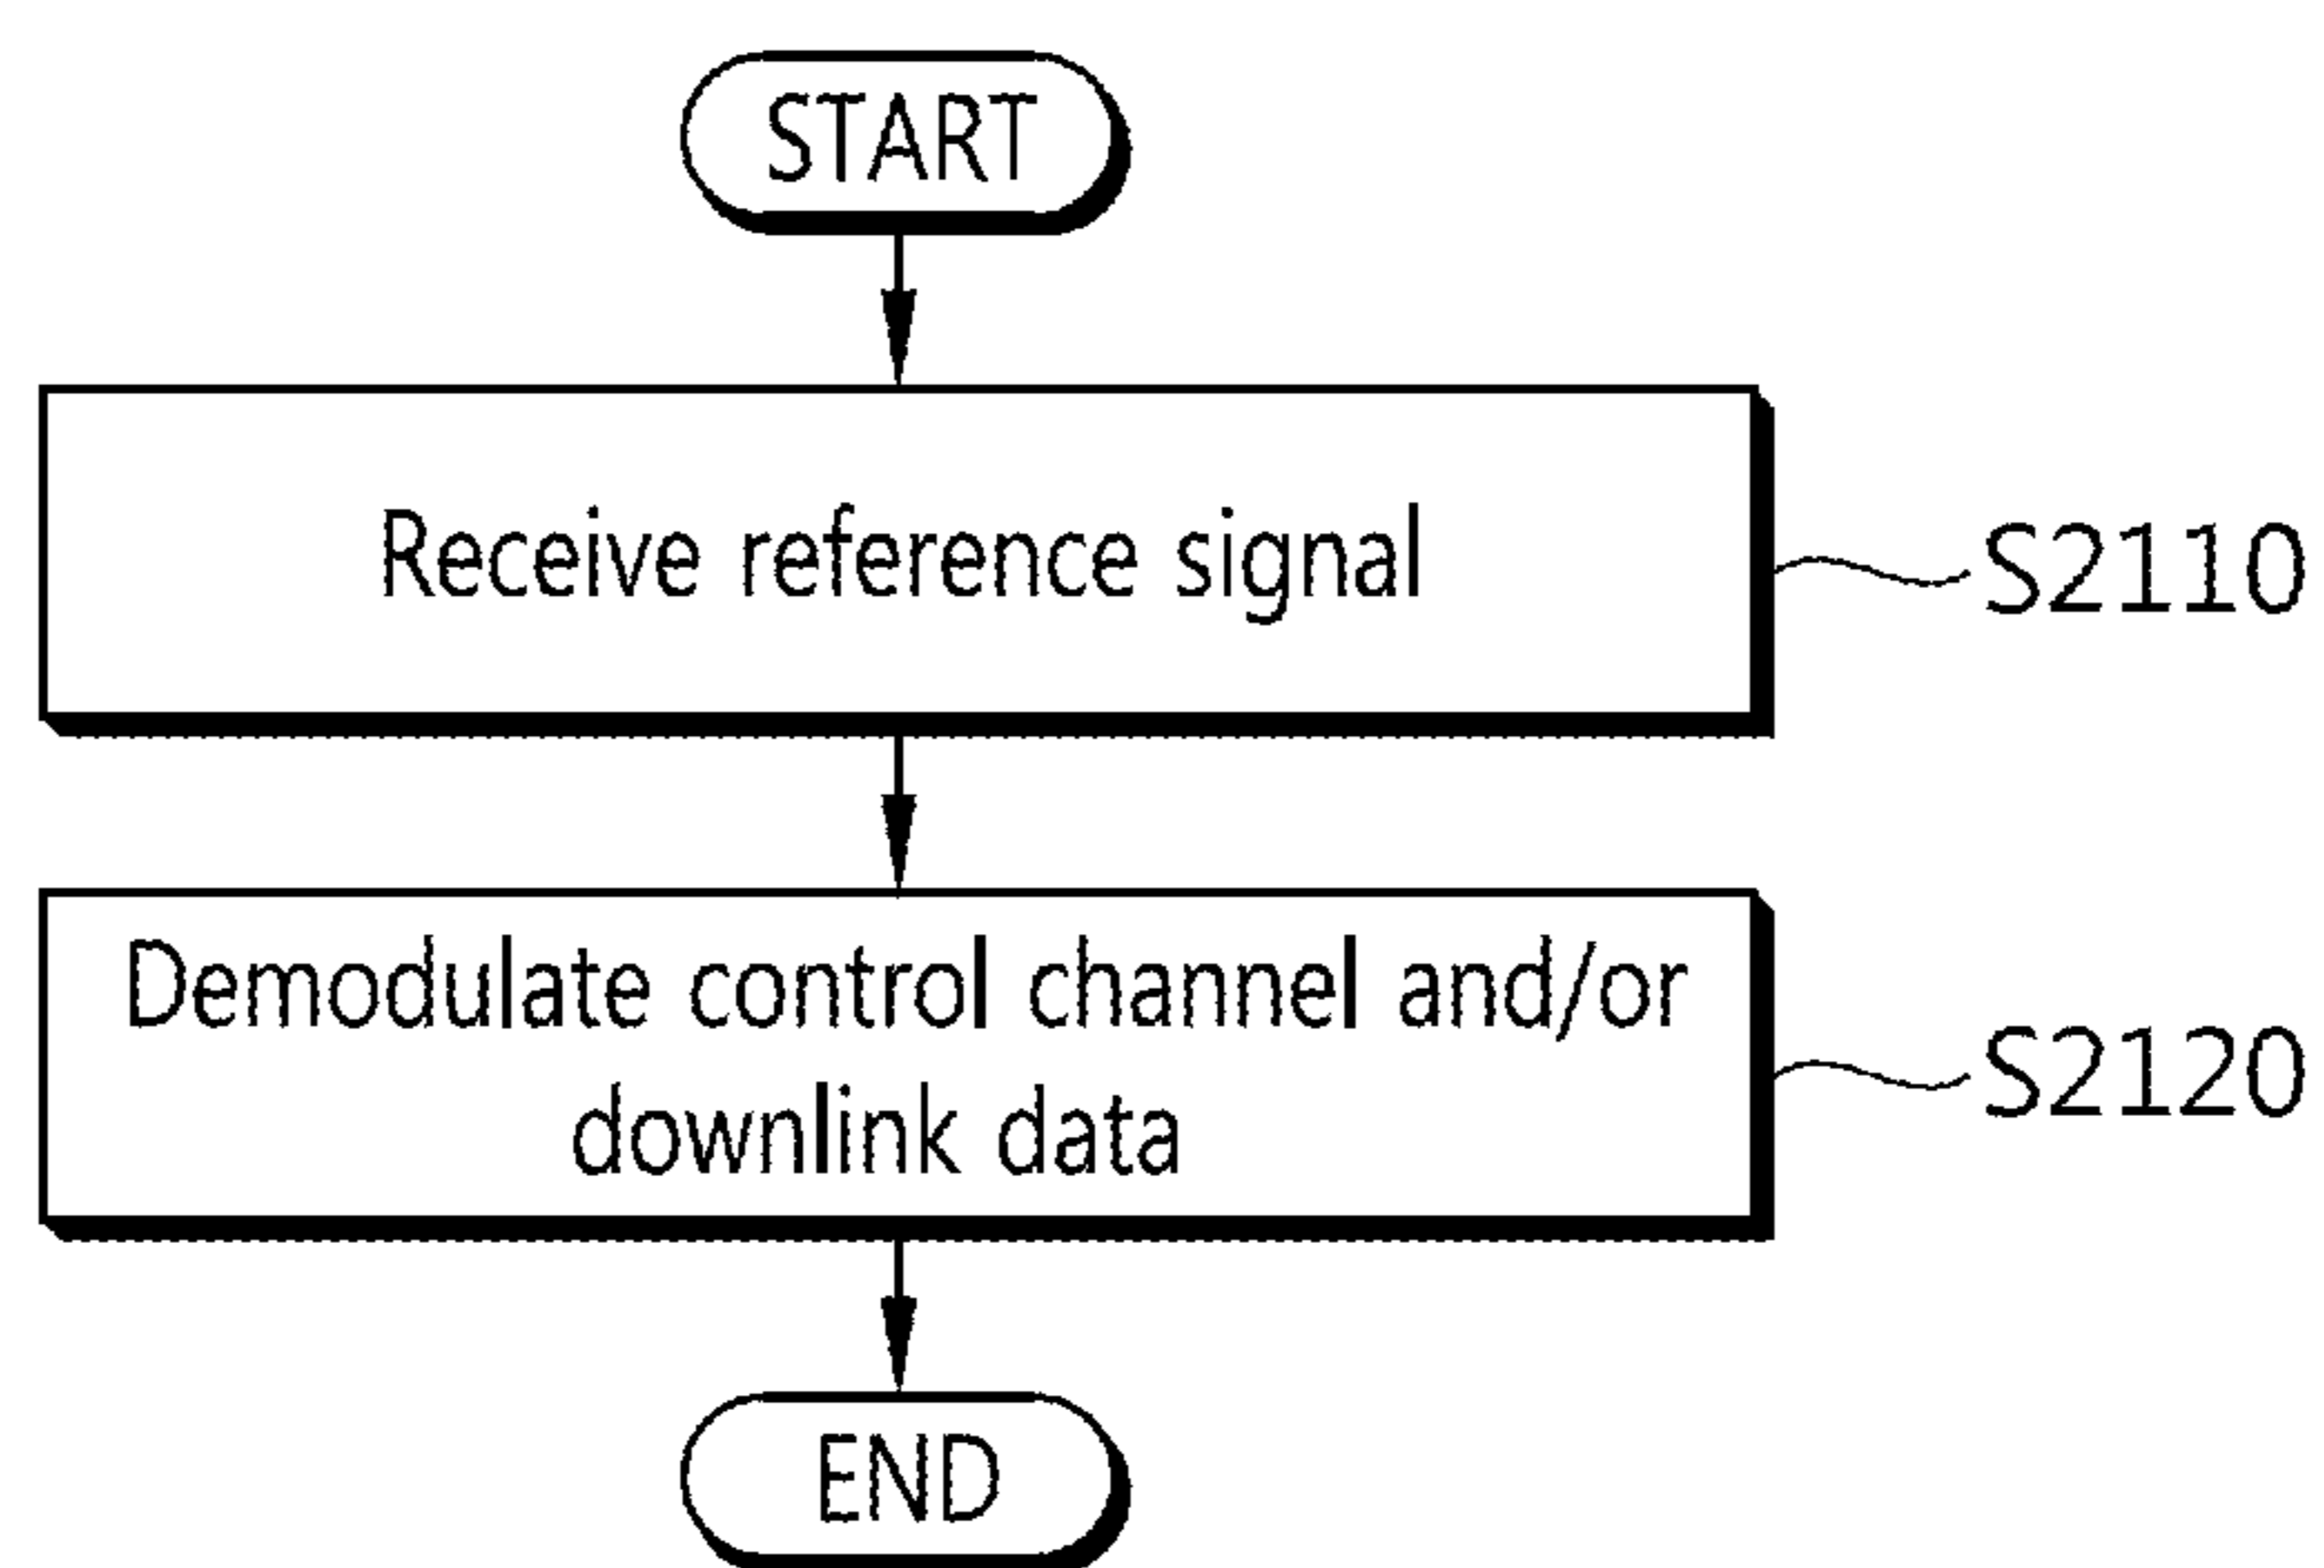 START
Receive reference signal
S2110
Demodulate control channel and/or
downlink data
S2120
END